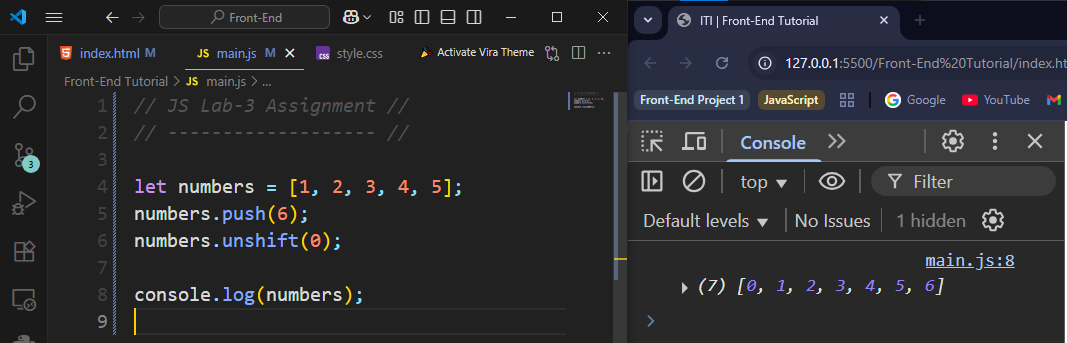 Front-End
index.html M
main.js M
style.css
Activate Vira Theme
Front-End Tutorial > main.js > ...
1 // JS Lab-3 Assignment //
2 // -------------------- //
3
4 let numbers = [1, 2, 3, 4, 5];
5 numbers.push(6);
6 numbers.unshift(0);
7
8 console.log(numbers);
9
3
ITI | Front-End Tutorial
127.0.0.1:5500/Front-End%20Tutorial/index.ht
Front-End Project 1
JavaScript
Google
YouTube
Console
top
Filter
Default levels
No Issues
1 hidden
main.js:8
(7) [0, 1, 2, 3, 4, 5, 6]